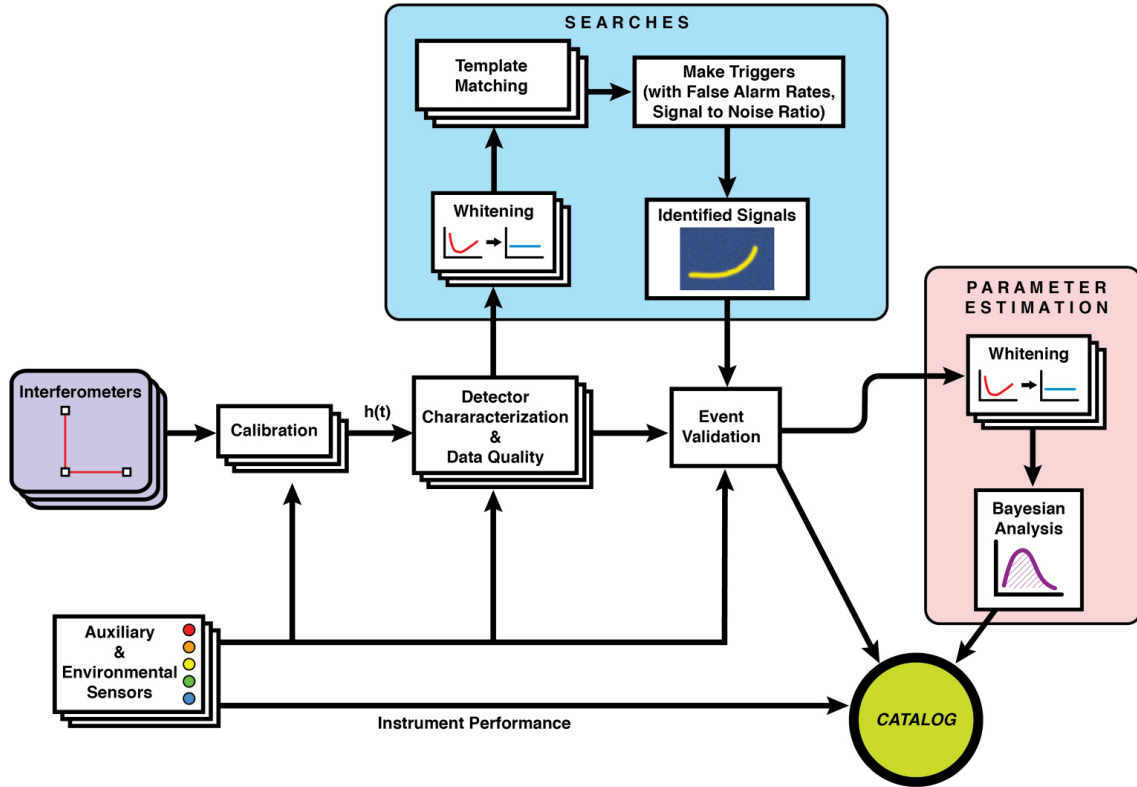 SEARCHES
Template
Matching
Make Triggers
(with False Alarm Rates,
Signal to Noise Ratio)
Whitening
Identified Signals
PARAMETER
ESTIMATION
Whitening
Interferometers
Calibration
h(t)
Detector
Chararacterization
&
Data Quality
Event
Validation
Bayesian
Analysis
Auxiliary
&
Environmental
Sensors
Instrument Performance
CATALOG